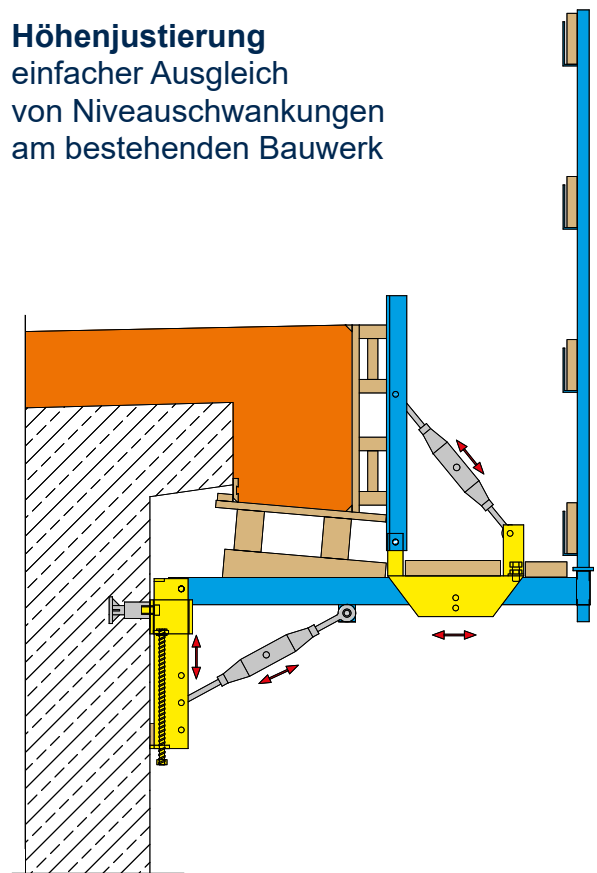 Höhenjustierung
einfacher Ausgleich
von Niveauschwankungen
am bestehenden Bauwerk